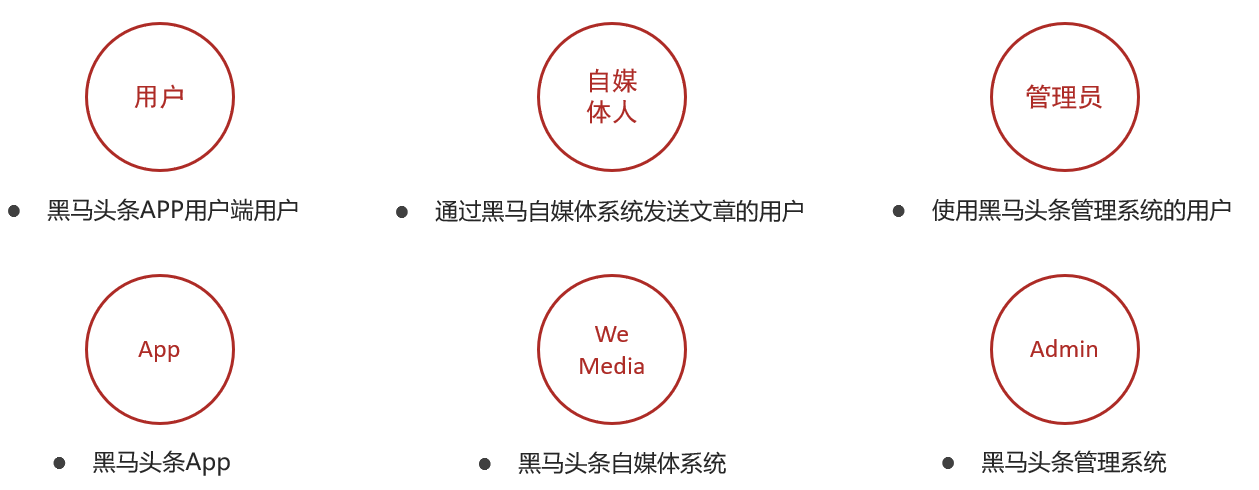 用户
自媒
体人
管理员
● 黑马头条APP用户端用户
● 通过黑马自媒体系统发送文章的用户
● 使用黑马头条管理系统的用户
App
We
Media
Admin
● 黑马头条App
● 黑马头条自媒体系统
● 黑马头条管理系统